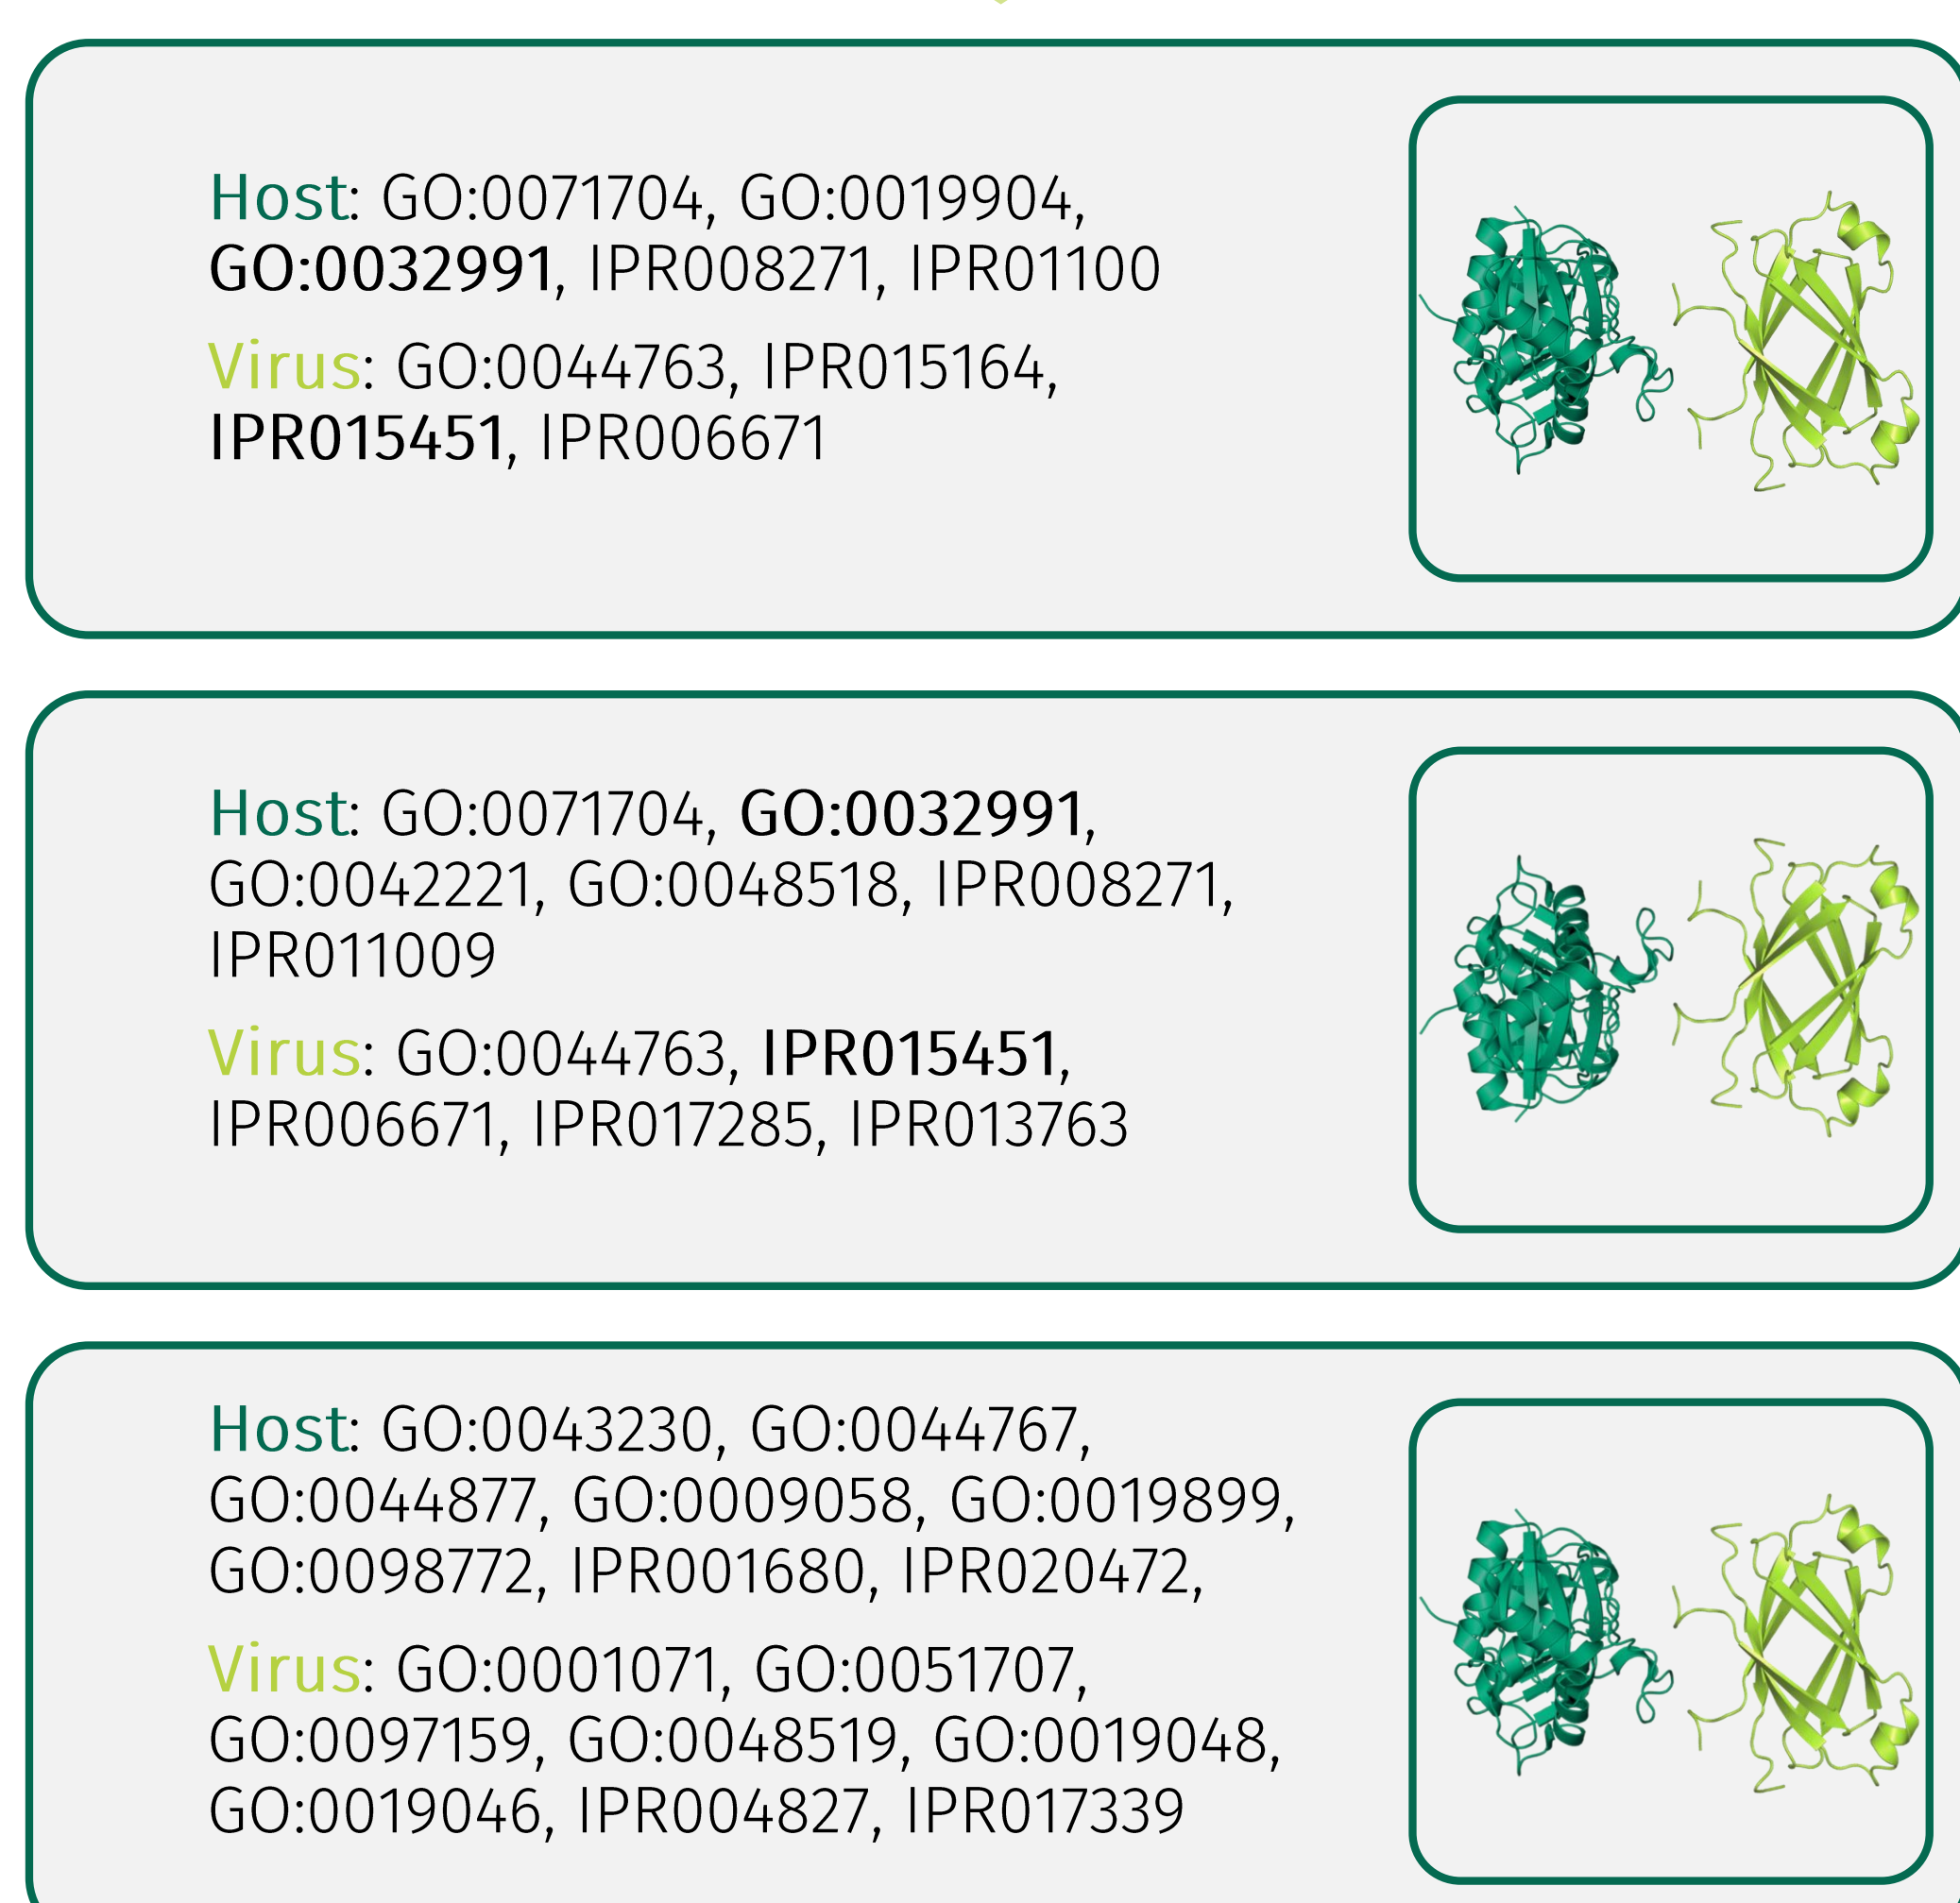 Host: GO:0071704, GO:0019904,
GO:0032991, IPR008271, IPR01100
Virus: GO:0044763, IPR015164,
IPR015451, IPR006671
Host: GO:0071704, GO:0032991,
GO:0042221, GO:0048518, IPR008271,
IPR011009
Virus: GO:0044763, IPR015451,
IPR006671, IPR017285, IPR013763
Host: GO:0043230, GO:0044767,
GO:0044877, GO:0009058, GO:0019899,
GO:0098772, IPR001680, IPR020472,
Virus: GO:0001071, GO:0051707,
GO:0097159, GO:0048519, GO:0019048,
GO:0019046, IPR004827, IPR017339